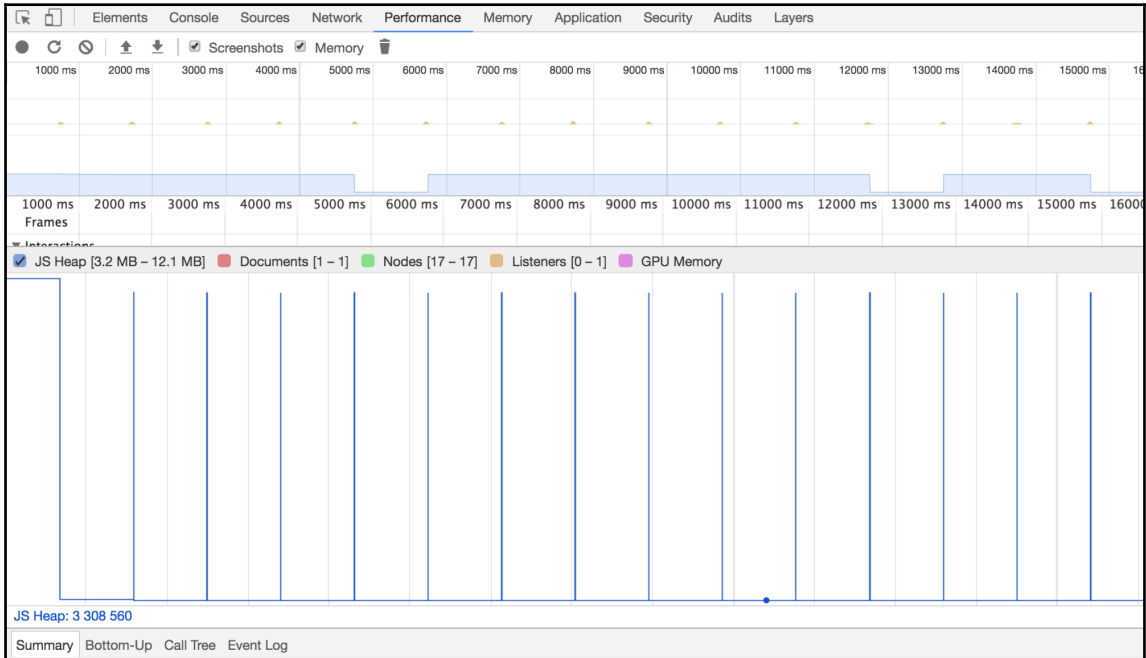 Elements Console Sources Network Performance Memory Application Security Audits Layers
Screenshots Memory
1000 ms 2000 ms 3000 ms 4000 ms 5000 ms 6000 ms 7000 ms 8000 ms 9000 ms 10000 ms 11000 ms 12000 ms 13000 ms 14000 ms 15000 ms 16
1000 ms 2000 ms 3000 ms 4000 ms 5000 ms 6000 ms 7000 ms 8000 ms 9000 ms 10000 ms 11000 ms 12000 ms 13000 ms 14000 ms 15000 ms 16000
Frames
Interactions
JS Heap [3.2 MB – 12.1 MB] Documents [1 – 1] Nodes [17 – 17] Listeners [0 – 1] GPU Memory
JS Heap: 3 308 560
Summary Bottom-Up Call Tree Event Log